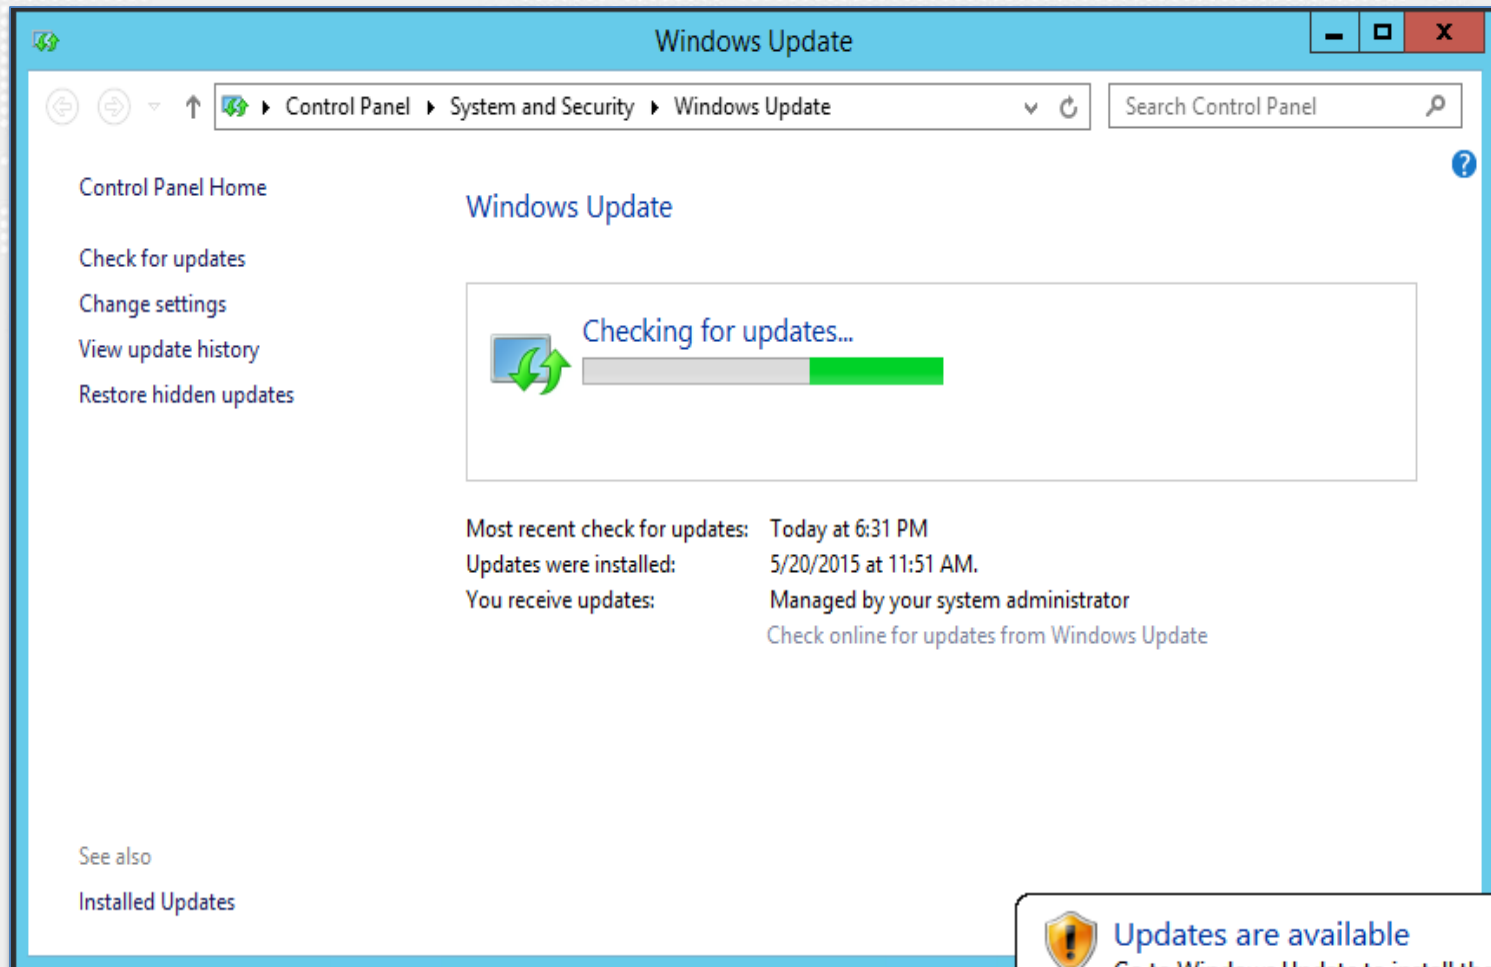 Windows Update
Control Panel System and Security Windows Update
Search Control Panel
Control Panel Home
Check for updates
Change settings
View update history
Restore hidden updates
Windows Update
Checking for updates...
Most recent check for updates: Today at 6:31 PM
Updates were installed: 5/20/2015 at 11:51 AM.
You receive updates: Managed by your system administrator
Check online for updates from Windows Update
See also
Installed Updates
Updates are available